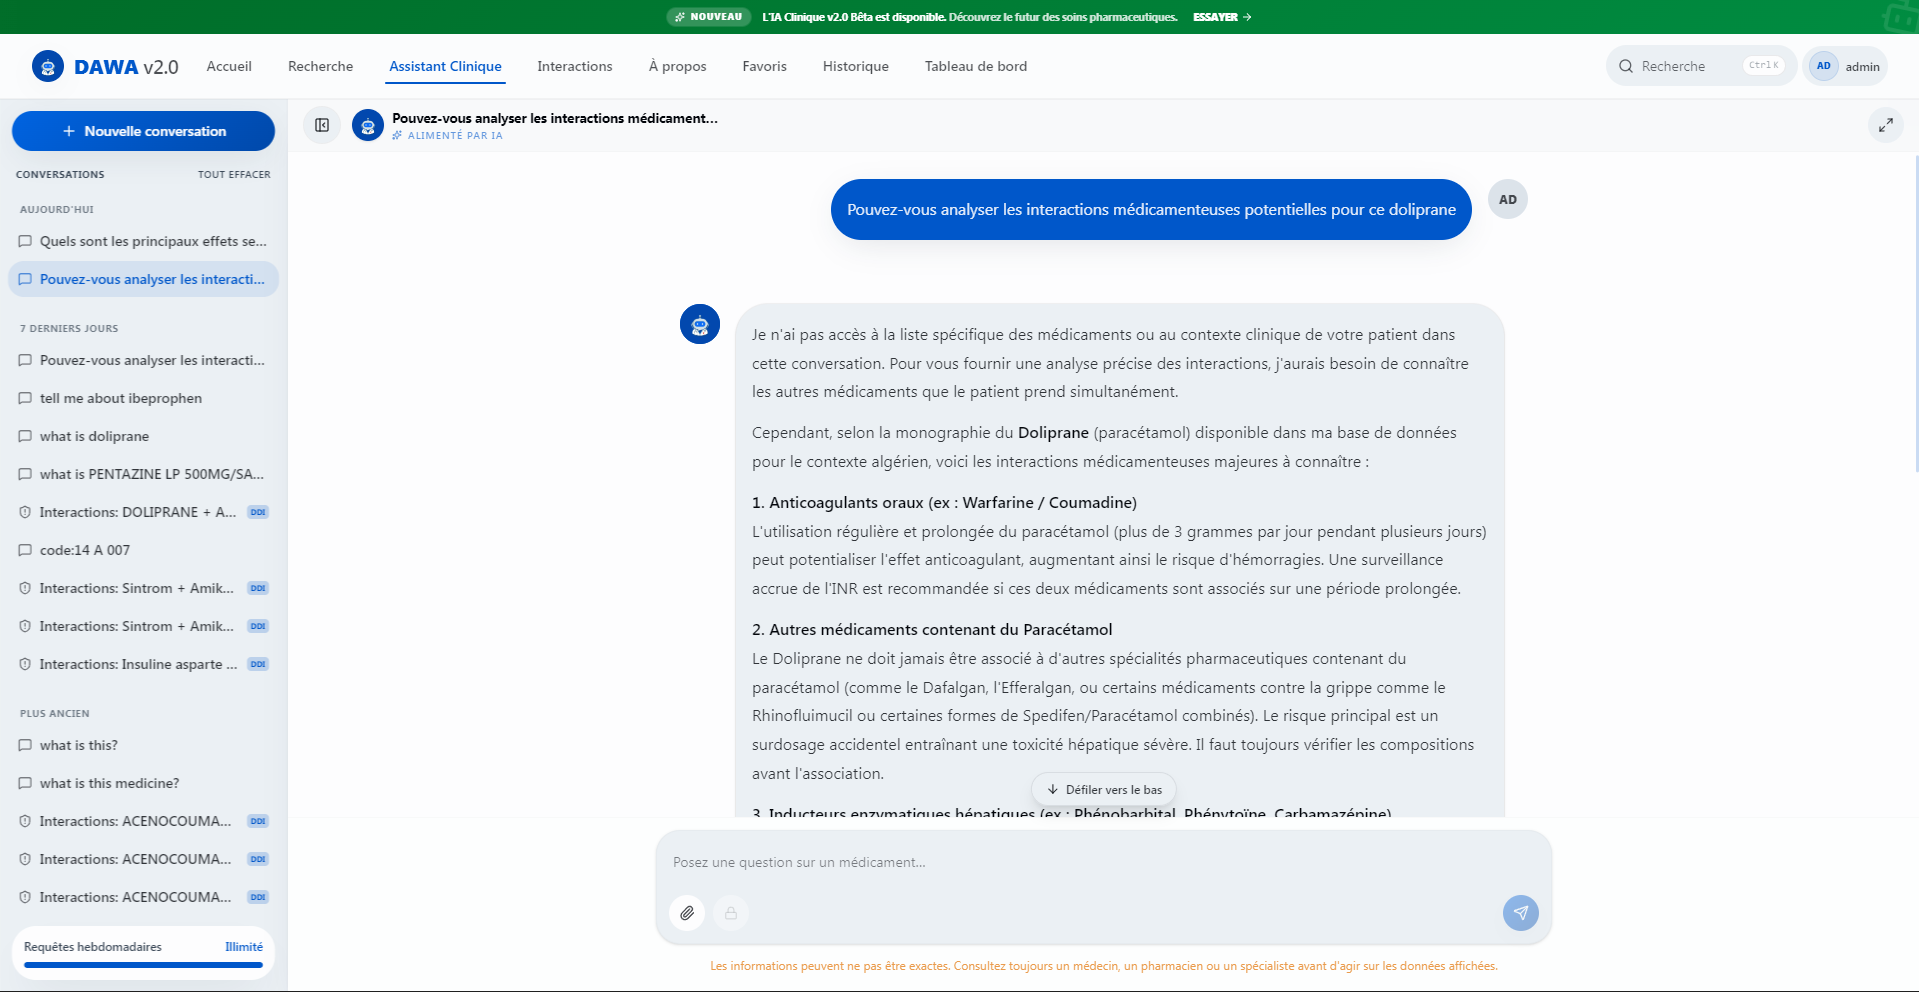 NOUVEAU L'IA Clinique v2.0 Bêta est disponible. Découvrez le futur des soins pharmaceutiques. ESSAYER →
DAWA v2.0 Accueil Recherche Assistant Clinique Interactions À propos Favoris Historique Tableau de bord Recherche Ctrl K AD admin
+ Nouvelle conversation
CONVERSATIONS TOUT EFFACER
AUJOURD'HUI
Quels sont les principaux effets se...
Pouvez-vous analyser les interacti...
7 DERNIERS JOURS
Pouvez-vous analyser les interacti...
tell me about ibeprophen
what is doliprane
what is PENTAZINE LP 500MG/SA...
Interactions: DOLIPRANE + A... DDI
code:14 A 007
Interactions: Sintrom + Amik... DDI
Interactions: Sintrom + Amik... DDI
Interactions: Insuline asparte ... DDI
PLUS ANCIEN
what is this?
what is this medicine?
Interactions: ACENOCOUMA... DDI
Interactions: ACENOCOUMA... DDI
Interactions: ACENOCOUMA... DDI
Requêtes hebdomadaires Illimité
Pouvez-vous analyser les interactions médicament...
ALIMENTÉ PAR IA
Pouvez-vous analyser les interactions médicamenteuses potentielles pour ce doliprane
AD
Je n'ai pas accès à la liste spécifique des médicaments ou au contexte clinique de votre patient dans
cette conversation. Pour vous fournir une analyse précise des interactions, j'aurais besoin de connaître
les autres médicaments que le patient prend simultanément.
Cependant, selon la monographie du Doliprane (paracétamol) disponible dans ma base de données
pour le contexte algérien, voici les interactions médicamenteuses majeures à connaître :
1. Anticoagulants oraux (ex : Warfarine / Coumadine)
L'utilisation régulière et prolongée du paracétamol (plus de 3 grammes par jour pendant plusieurs jours)
peut potentialiser l'effet anticoagulant, augmentant ainsi le risque d'hémorragies. Une surveillance
accrue de l'INR est recommandée si ces deux médicaments sont associés sur une période prolongée.
2. Autres médicaments contenant du Paracétamol
Le Doliprane ne doit jamais être associé à d'autres spécialités pharmaceutiques contenant du
paracétamol (comme le Dafalgan, l'Efferalgan, ou certains médicaments contre la grippe comme le
Rhinofluimucil ou certaines formes de Spedifen/Paracétamol combinés). Le risque principal est un
surdosage accidentel entraînant une toxicité hépatique sévère. Il faut toujours vérifier les compositions
avant l'association.
↓ Défiler vers le bas
3. Inducteurs enzymatiques hépatiques (ex : Phénobarbital, Phénytoïne, Carbamazépine)
Posez une question sur un médicament...
Les informations peuvent ne pas être exactes. Consultez toujours un médecin, un pharmacien ou un spécialiste avant d'agir sur les données affichées.